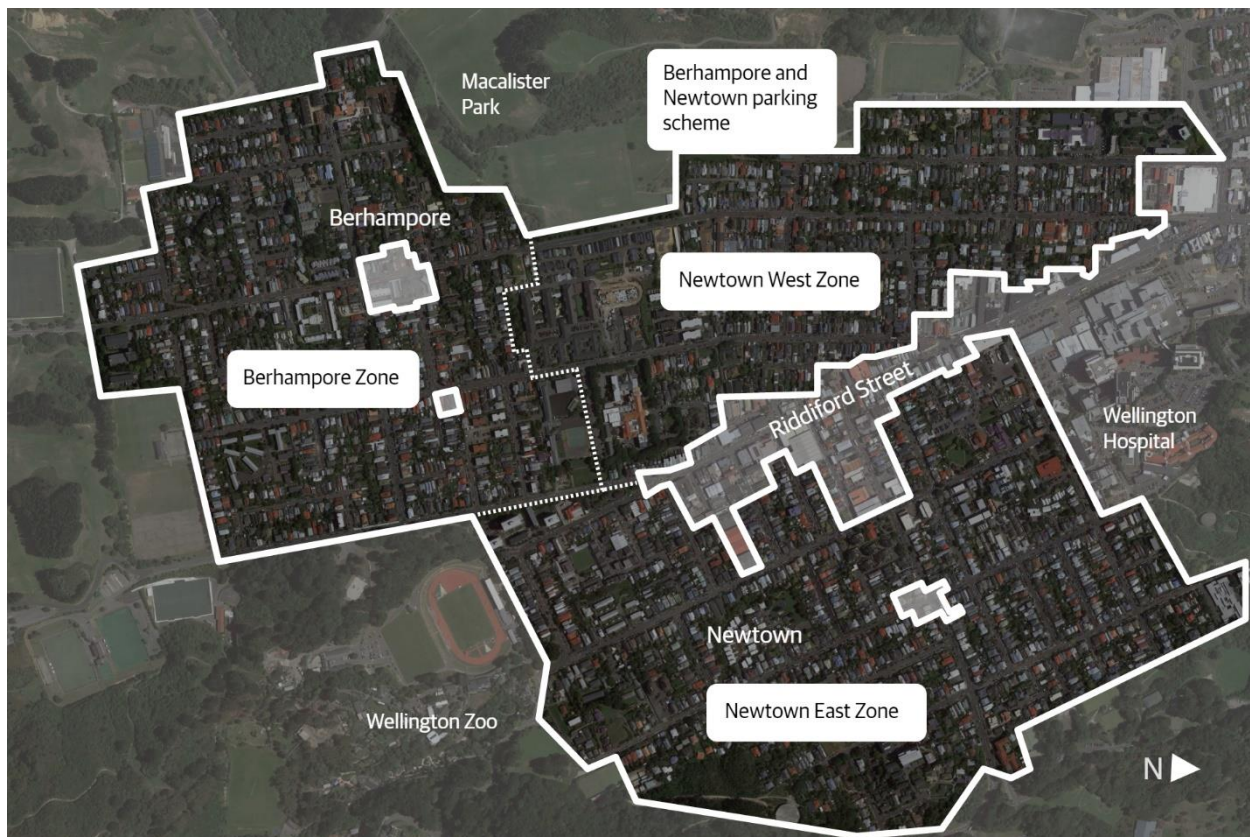 Macalister
Park
Berhampore and
Newtown parking
scheme
Berhampore
Newtown West Zone
Berhampore Zone
Riddiford Street
Wellington
Hospital
Newtown
Wellington Zoo
Newtown East Zone
N